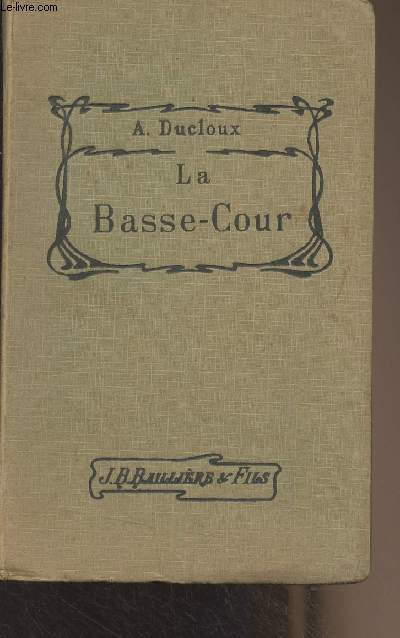 Le-livre.com
A. Ducloux
La
Basse-Cour
J.B. BAILLIÈRE & FILS